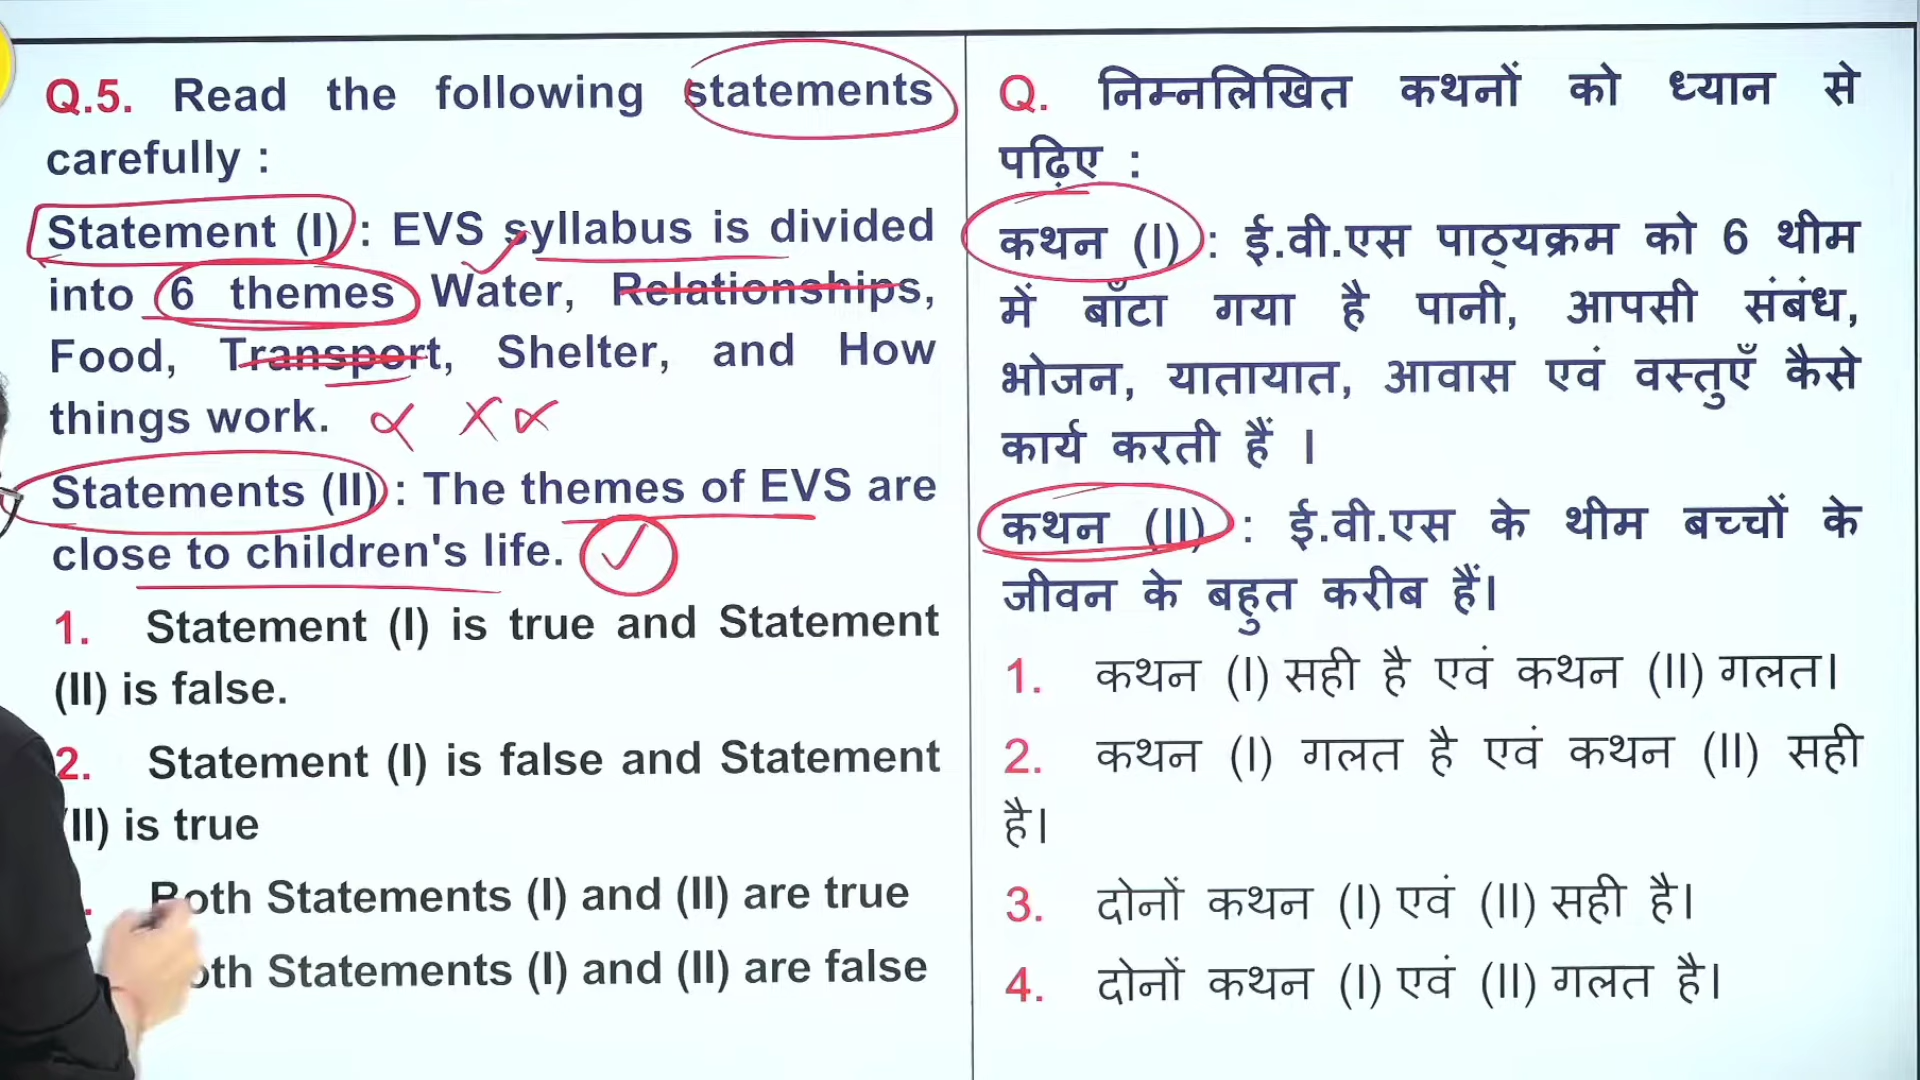 Q.5. Read the following statements
carefully :
Statement (I) : EVS syllabus is divided
into 6 themes Water, Relationships,
Food, Transport, Shelter, and How
things work.
Statements (II) : The themes of EVS are
close to children's life.
1. Statement (I) is true and Statement
(II) is false.
2. Statement (I) is false and Statement
(II) is true
Both Statements (I) and (II) are true
Both Statements (I) and (II) are false
Q. निम्नलिखित कथनों को ध्यान से
पढ़िए :
कथन (I) : ई.वी.एस पाठ्यक्रम को 6 थीम
में बाँटा गया है पानी, आपसी संबंध,
भोजन, यातायात, आवास एवं वस्तुएँ कैसे
कार्य करती हैं ।
कथन (II) : ई.वी.एस के थीम बच्चों के
जीवन के बहुत करीब हैं।
1. कथन (I) सही है एवं कथन (II) गलत।
2. कथन (I) गलत है एवं कथन (II) सही
है।
3. दोनों कथन (I) एवं (II) सही है।
4. दोनों कथन (I) एवं (II) गलत है।